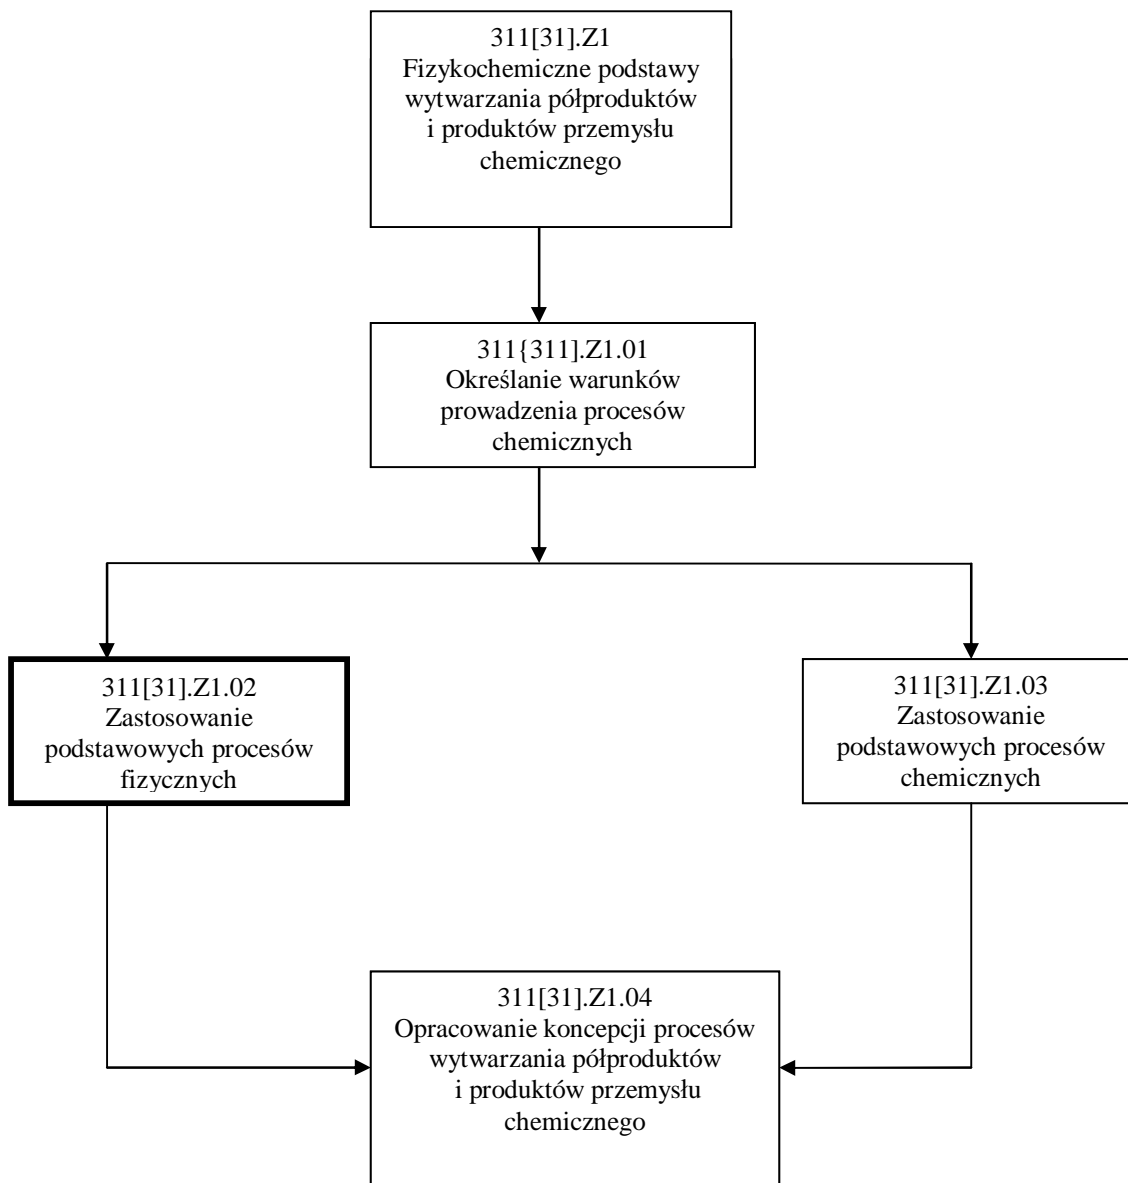 311[31].Z1
Fizykochemiczne podstawy
wytwarzania półproduktów
i produktów przemysłu
chemicznego
311{311].Z1.01
Określanie warunków
prowadzenia procesów
chemicznych
311[31].Z1.02
Zastosowanie
podstawowych procesów
fizycznych
311[31].Z1.03
Zastosowanie
podstawowych procesów
chemicznych
311[31].Z1.04
Opracowanie koncepcji procesów
wytwarzania półproduktów
i produktów przemysłu
chemicznego